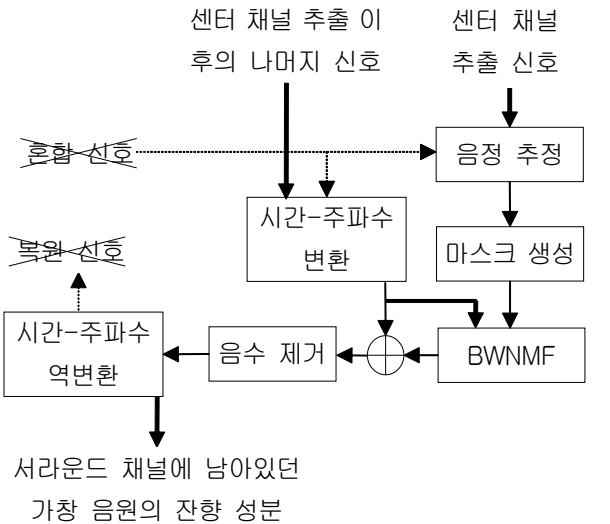 센터 채널 추출 이
후의 나머지 신호
센터 채널
추출 신호
혼합 신호
음정 추정
시간-주파수
변환
마스크 생성
복원 신호
시간-주파수
역변환
음수 제거
BWNMF
서라운드 채널에 남아있던
가창 음원의 잔향 성분